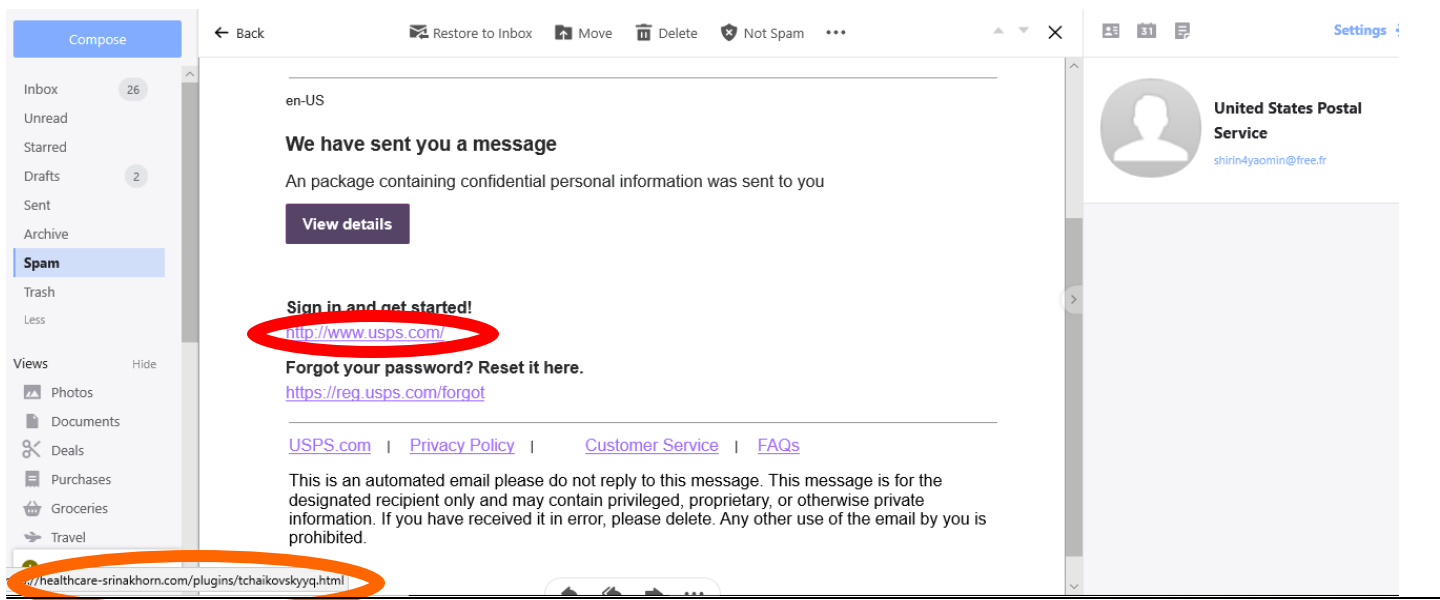 Compose
Back
Restore to Inbox
Move
Delete
Not Spam
Settings
31
Inbox 26
Unread
Starred
Drafts 2
Sent
Archive
Spam
Trash
Less
Views Hide
Photos
Documents
Deals
Purchases
Groceries
Travel
en-US
We have sent you a message
An package containing confidential personal information was sent to you
View details
Sign in and get started!
http://www.usps.com/
Forgot your password? Reset it here.
https://reg.usps.com/forgot
USPS.com | Privacy Policy | Customer Service | FAQs
This is an automated email please do not reply to this message. This message is for the
designated recipient only and may contain privileged, proprietary, or otherwise private
information. If you have received it in error, please delete. Any other use of the email by you is
prohibited.
United States Postal
Service
shirin4yaomin@free.fr
//healthcare-srinakhorn.com/plugins/tchaikovskyyq.html